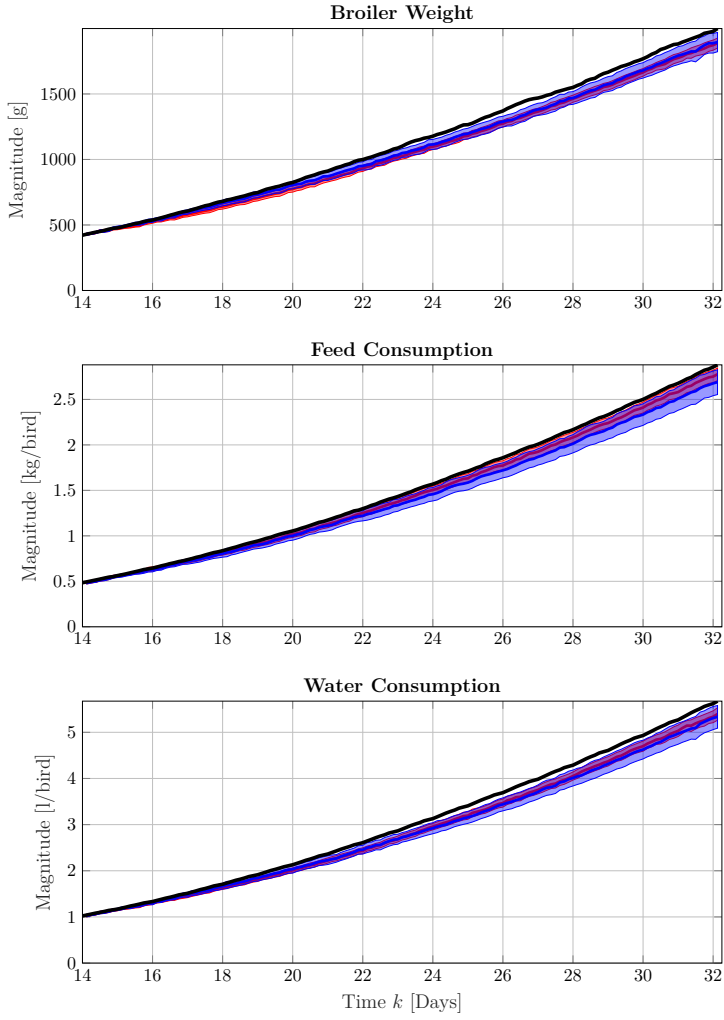 Broiler Weight
Magnitude [g]
1500
1000
500
0
14 16 18 20 22 24 26 28 30 32
Feed Consumption
Magnitude [kg/bird]
2.5
2
1.5
1
0.5
0
14 16 18 20 22 24 26 28 30 32
Water Consumption
Magnitude [l/bird]
5
4
3
2
1
0
14 16 18 20 22 24 26 28 30 32
Time k [Days]